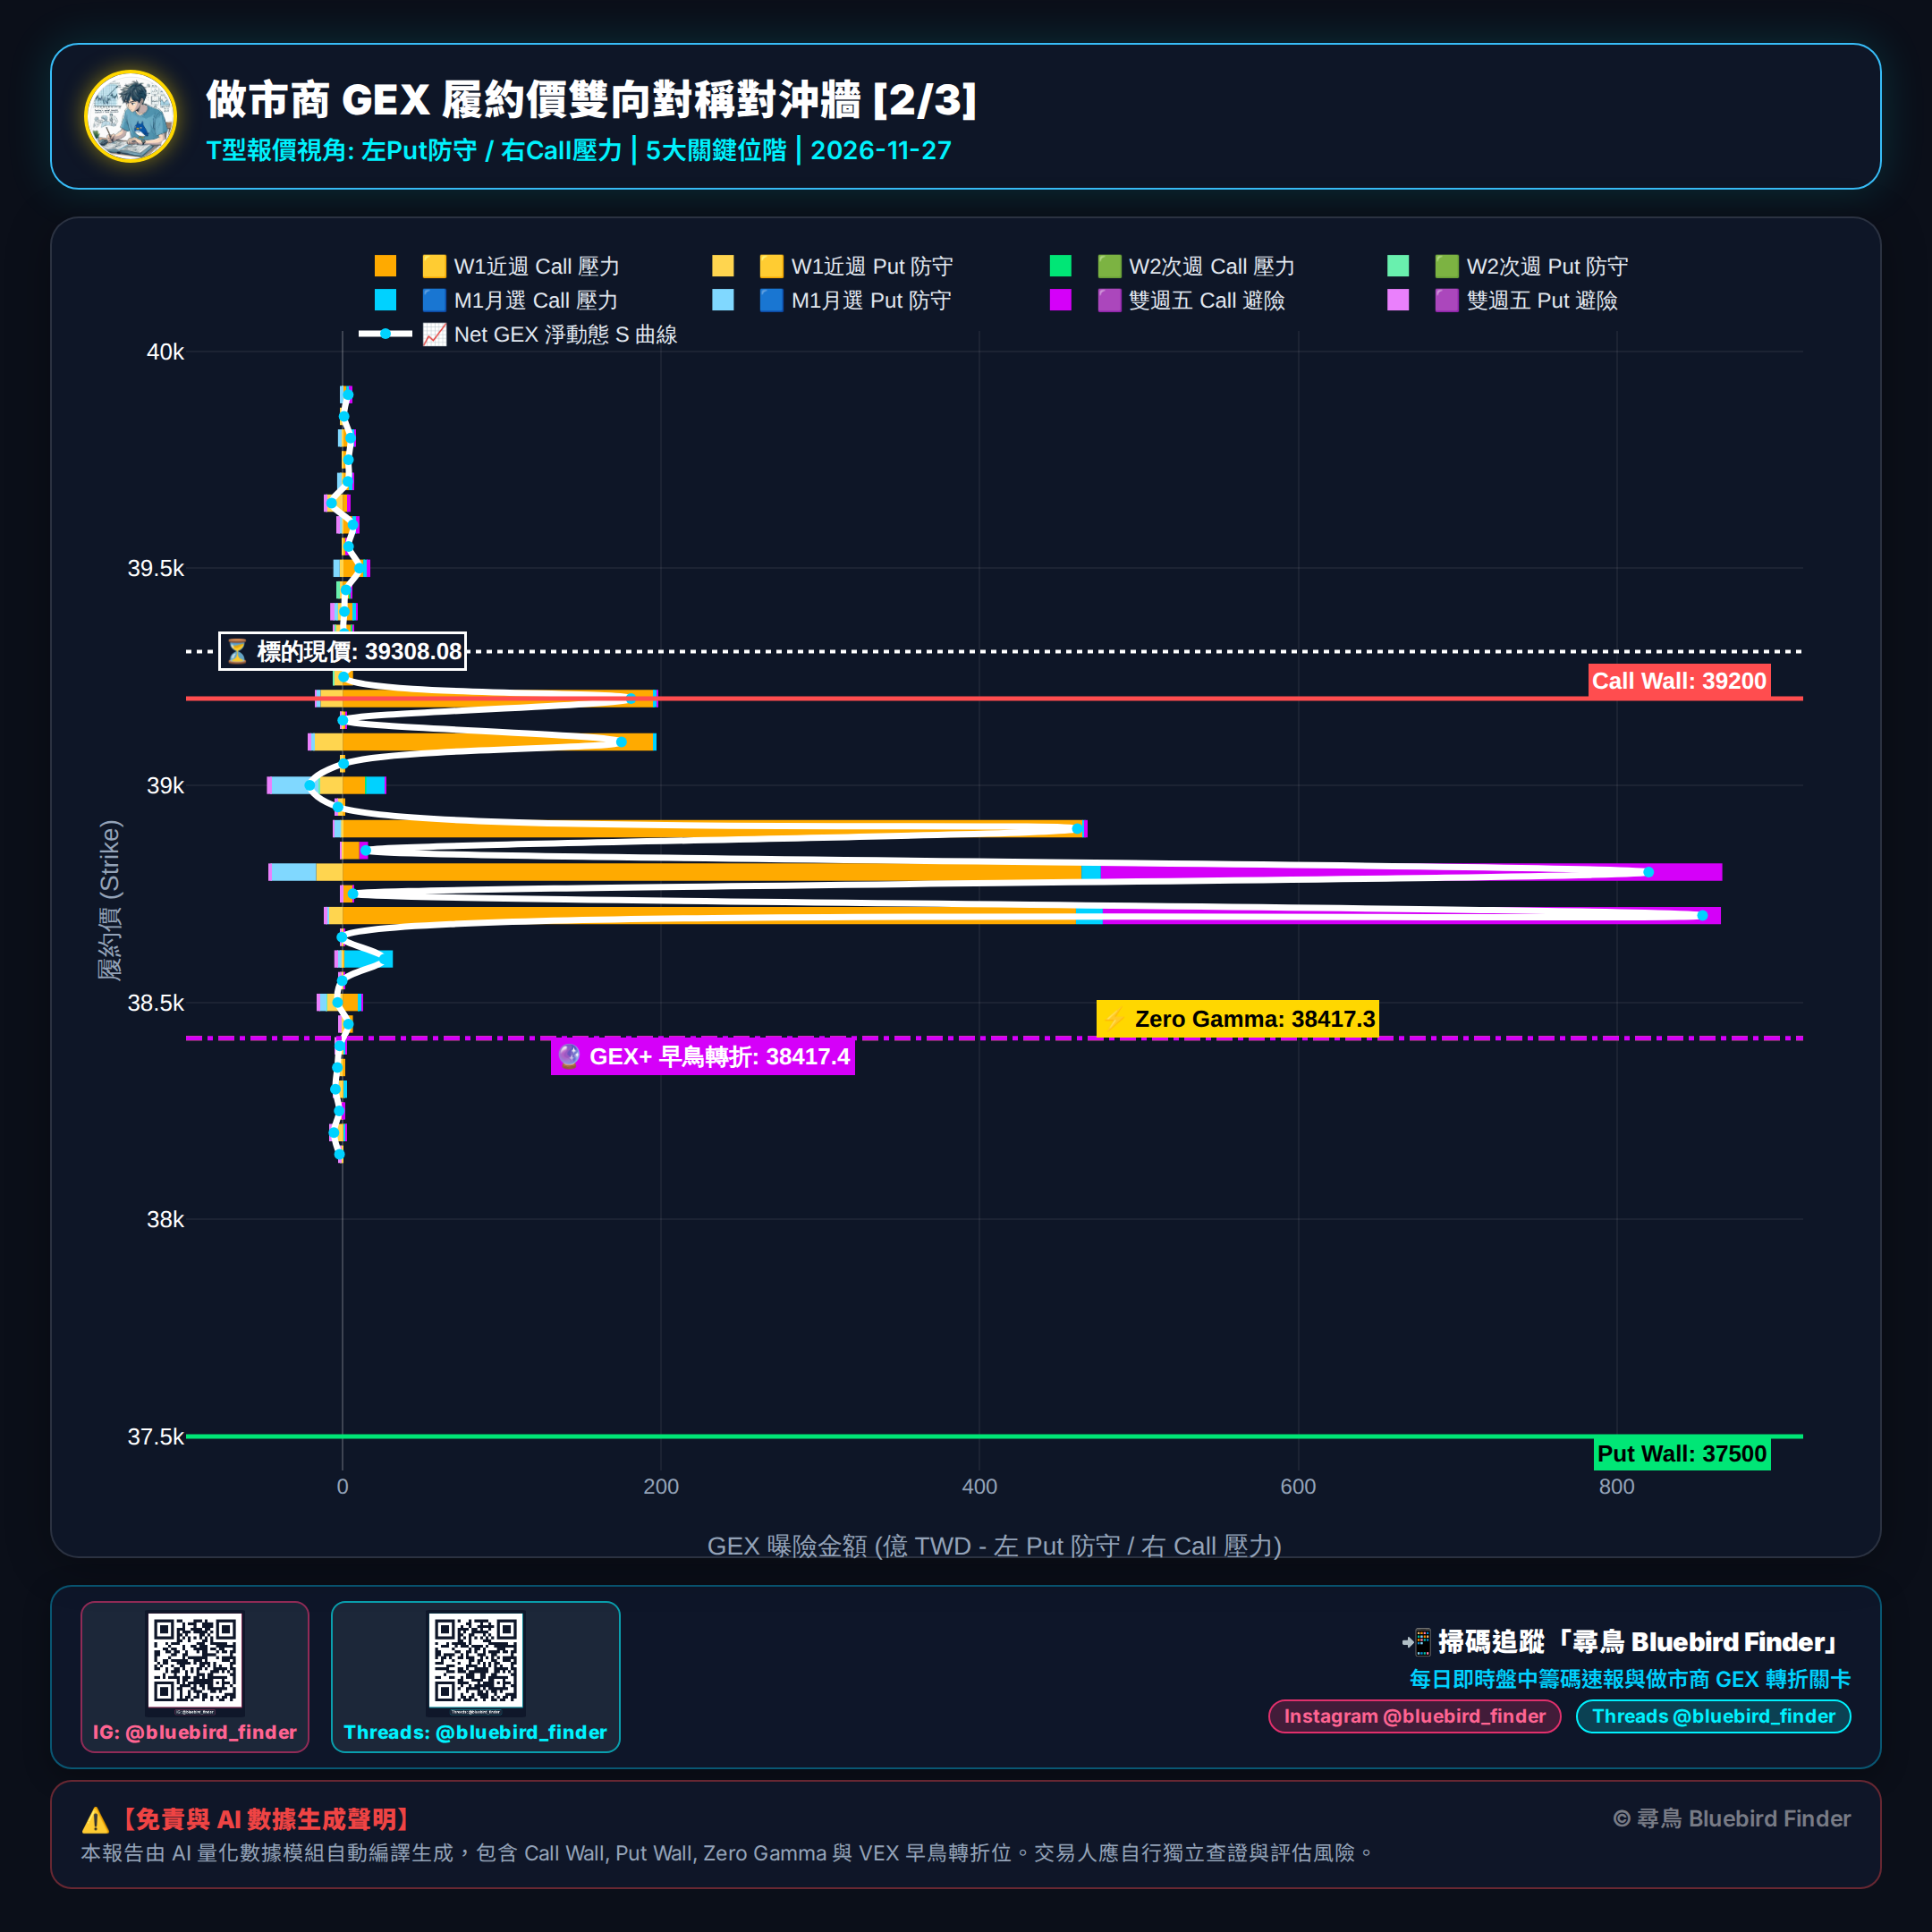 做市商 GEX 履約價雙向對稱對沖牆 [2/3]
T型報價視角: 左Put防守 / 右Call壓力 | 5大關鍵位階 | 2026-11-27
🟨 W1近週 Call 壓力
🟨 W1近週 Put 防守
🟩 W2次週 Call 壓力
🟩 W2次週 Put 防守
🟦 M1月選 Call 壓力
🟦 M1月選 Put 防守
🟪 雙週五 Call 避險
🟪 雙週五 Put 避險
📈 Net GEX 淨動態 S 曲線
40k
39.5k
⏳ 標的現價: 39308.08
Call Wall: 39200
39k
履約價 (Strike)
38.5k
⚡ Zero Gamma: 38417.3
🔮 GEX+ 早鳥轉折: 38417.4
38k
37.5k
Put Wall: 37500
0
200
400
600
800
GEX 曝險金額 (億 TWD - 左 Put 防守 / 右 Call 壓力)
IG: @bluebird_finder
IG: @bluebird_finder
Threads: @bluebird_finder
Threads: @bluebird_finder
📲 掃碼追蹤「尋鳥 Bluebird Finder」
每日即時盤中籌碼速報與做市商 GEX 轉折關卡
Instagram @bluebird_finder
Threads @bluebird_finder
⚠️【免責與 AI 數據生成聲明】
© 尋鳥 Bluebird Finder
本報告由 AI 量化數據模組自動編譯生成，包含 Call Wall, Put Wall, Zero Gamma 與 VEX 早鳥轉折位。交易人應自行獨立查證與評估風險。